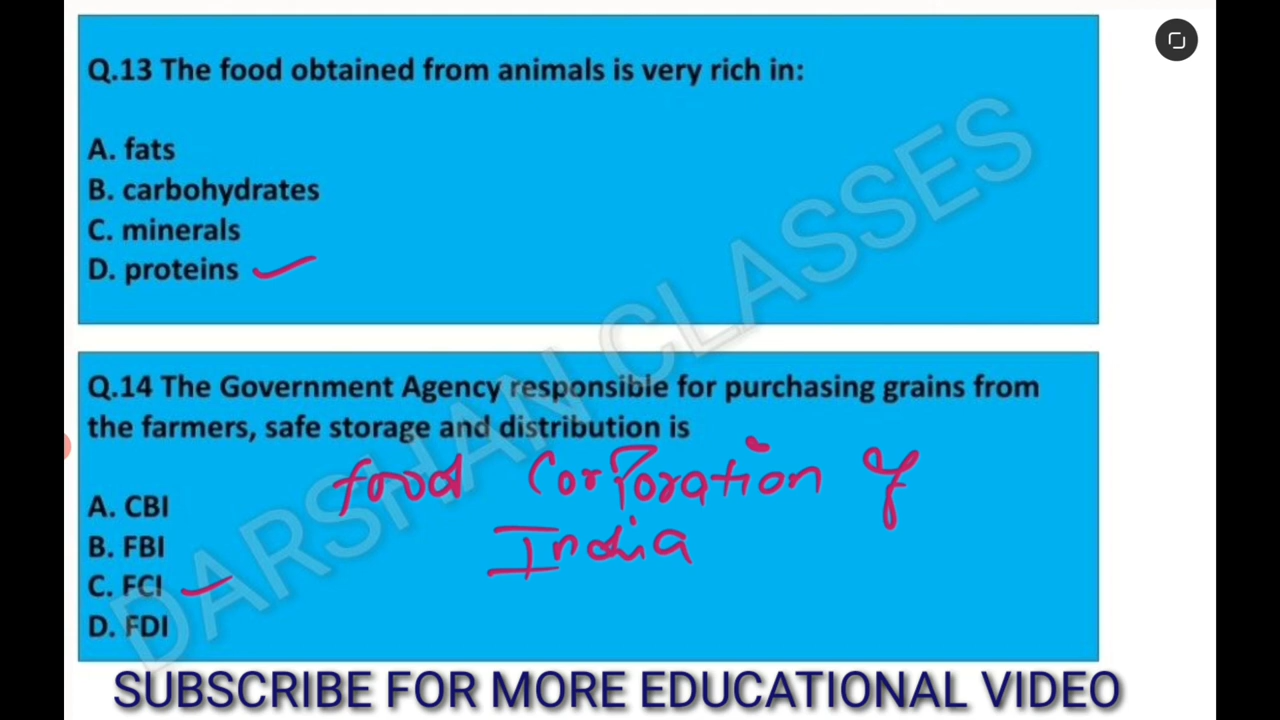 Q.13 The food obtained from animals is very rich in:
A. fats
B. carbohydrates
C. minerals
D. proteins
DARSHAN CLASSES
Q.14 The Government Agency responsible for purchasing grains from
the farmers, safe storage and distribution is
food Corporation of
India
A. CBI
B. FBI
C. FCI
D. FDI
SUBSCRIBE FOR MORE EDUCATIONAL VIDEO